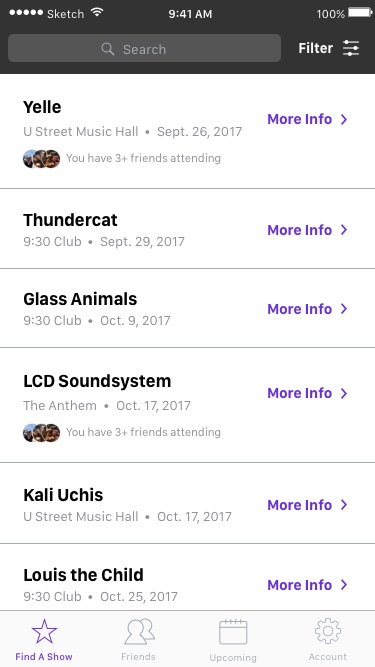 Sketch 9:41 AM 100%
Search Filter
Yelle
U Street Music Hall • Sept. 26, 2017
More Info
You have 3+ friends attending
Thundercat
9:30 Club • Sept. 29, 2017
More Info
Glass Animals
9:30 Club • Oct. 9, 2017
More Info
LCD Soundsystem
The Anthem • Oct. 17, 2017
More Info
You have 3+ friends attending
Kali Uchis
U Street Music Hall • Oct. 17, 2017
More Info
Louis the Child
9:30 Club • Oct. 25, 2017
More Info
Find A Show Friends Upcoming Account